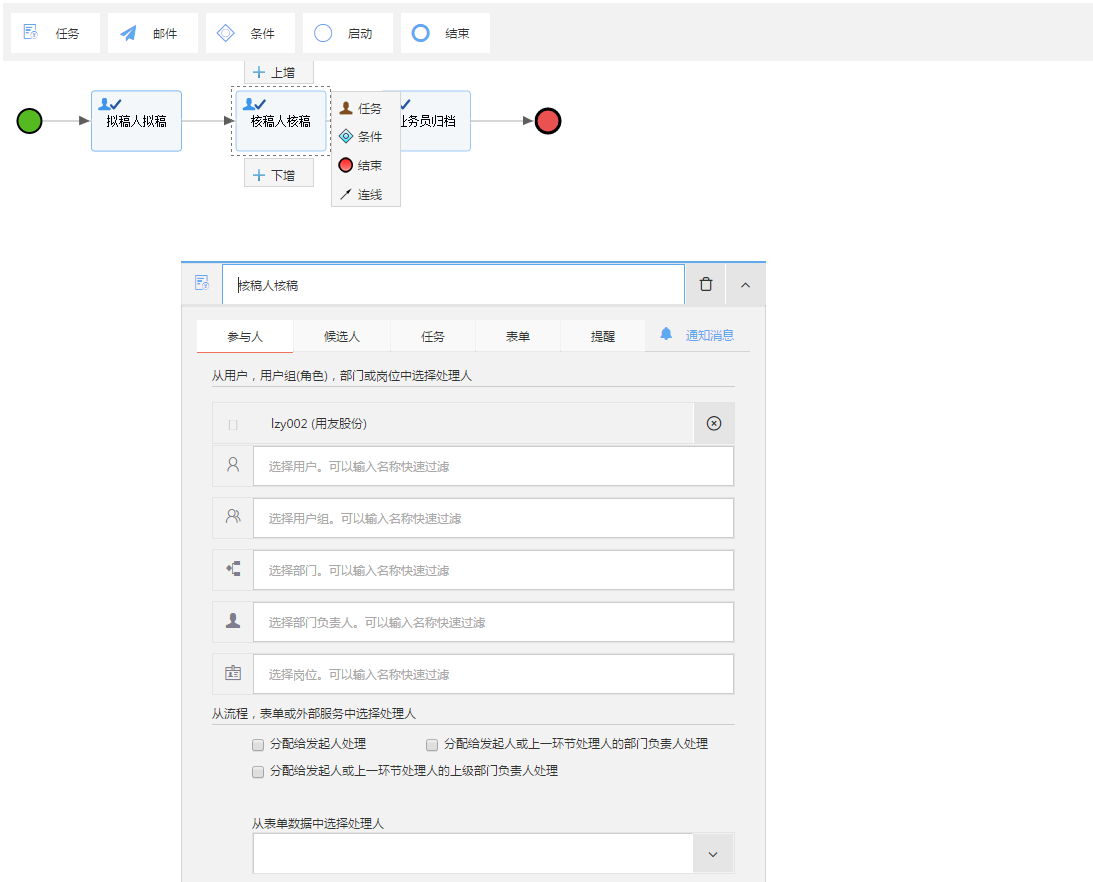 任务 邮件 条件 启动 结束
上增
拟稿人拟稿 核稿人核稿 业务员归档
任务
条件
结束
连线
下增
核稿人核稿
参与人 候选人 任务 表单 提醒 通知消息
从用户，用户组(角色)，部门或岗位中选择处理人
lzy002 (用友股份)
选择用户。可以输入名称快速过滤
选择用户组。可以输入名称快速过滤
选择部门。可以输入名称快速过滤
选择部门负责人。可以输入名称快速过滤
选择岗位。可以输入名称快速过滤
从流程，表单或外部服务中选择处理人
分配给发起人处理 分配给发起人或上一环节处理人的部门负责人处理
分配给发起人或上一环节处理人的上级部门负责人处理
从表单数据中选择处理人